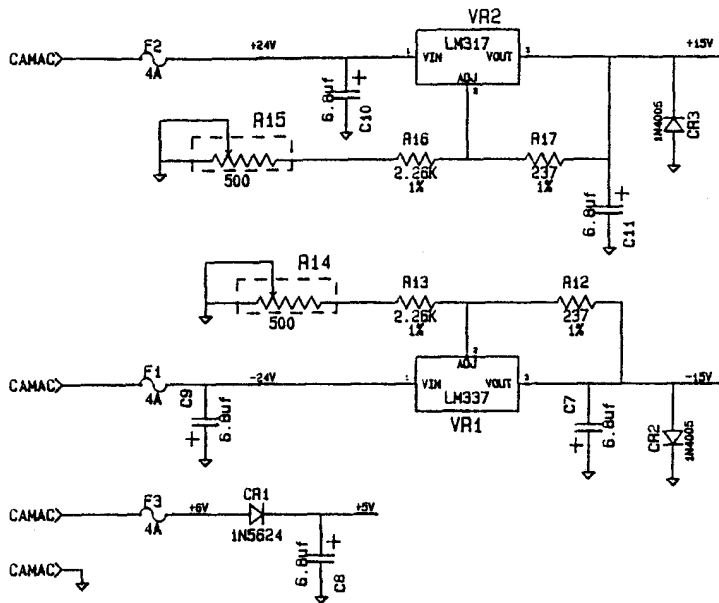 VR2
F2
+24V
1
LM317
3
+15V
CAMAC
VIN
VOUT
4A
ADJ
2
6.8uf
+
C10
1N4005
CR3
R15
R16
R17
500
2.26K
237
1%
1%
+
6.8uf
C11
R14
R13
R12
500
2.26K
237
1%
1%
F1
-24V
ADJ
2
-15V
CAMAC
1
VIN
VOUT
3
4A
LM337
C9
6.8uf
+
VR1
C7
6.8uf
+
CR2
1N4005
F3
+6V
CR1
+5V
CAMAC
4A
1N5624
+
6.8uf
C8
CAMAC